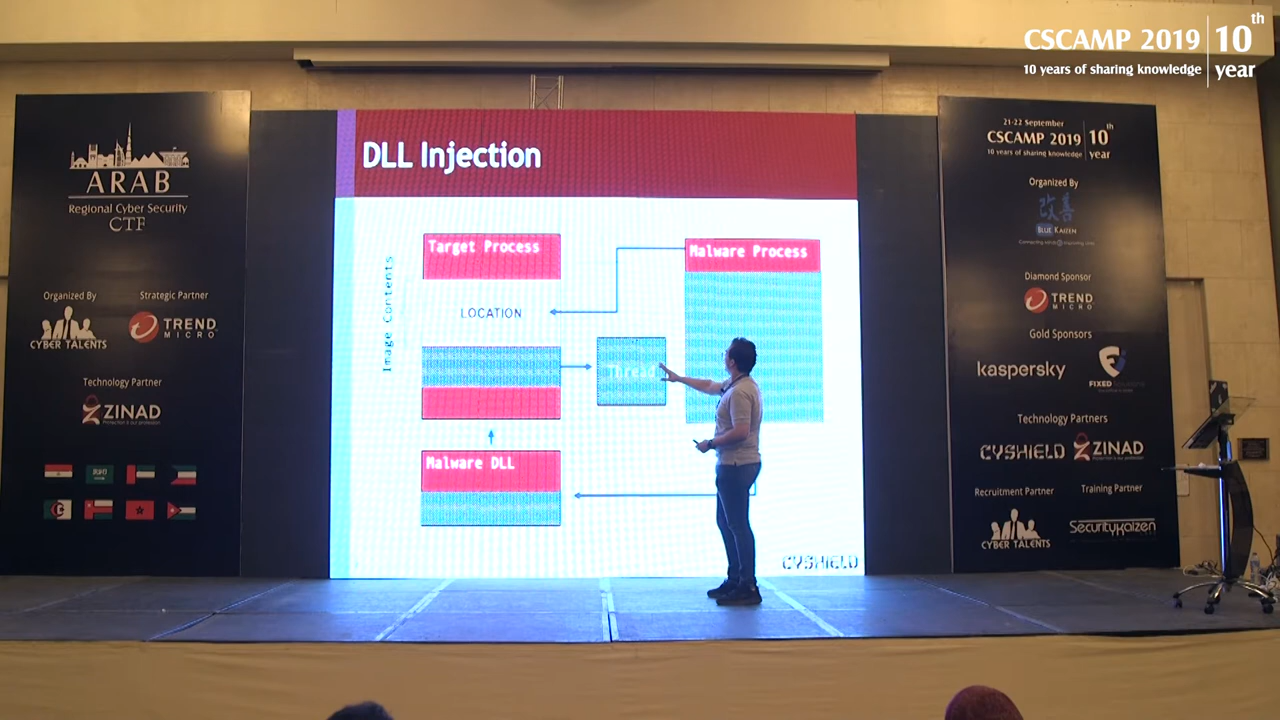 CSCAMP 2019 10th year
10 years of sharing knowledge
ARAB
Regional Cyber Security
CTF
Organized By
CYBER TALENTS
Strategic Partner
TREND
MICRO
Technology Partner
ZINAD
DLL Injection
Image Contents
Target Process
LOCATION
Malware Process
Thread
Malware DLL
CYSHIELD
21-22 September
CSCAMP 2019 10th year
10 years of sharing knowledge
Organized By
改善
BLUE KAIZEN
Diamond Sponsor
TREND
MICRO
Gold Sponsors
kaspersky
FIXED
Technology Partners
CYSHIELD
ZINAD
Recruitment Partner
CYBER TALENTS
Training Partner
SecurityKaizen